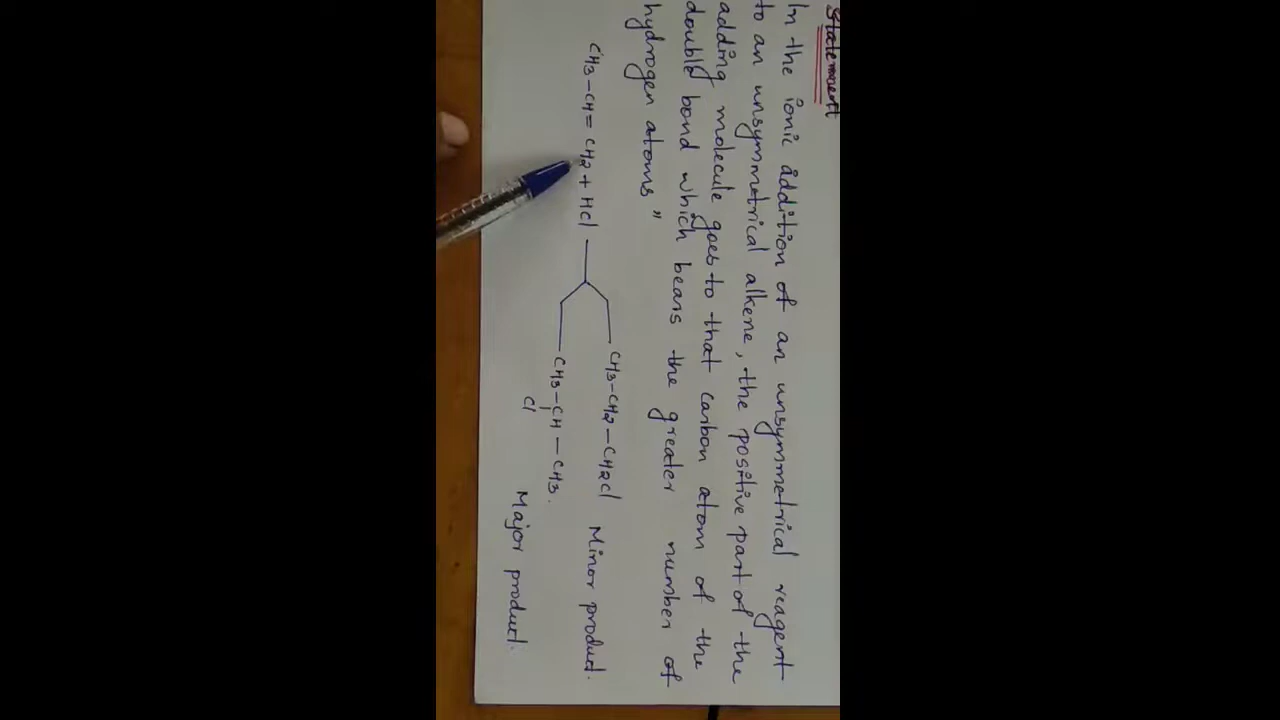 Statement
In the ionic addition of an unsymmetrical reagent
to an unsymmetrical alkene, the positive part of the
adding molecule goes to that carbon atom of the
double bond which bears the greater number of
hydrogen atoms"
CH3-CH2-CH2Cl Minor product.
CH3-CH=CH2+HCl
CH3-CH-CH3. Major product.
Cl